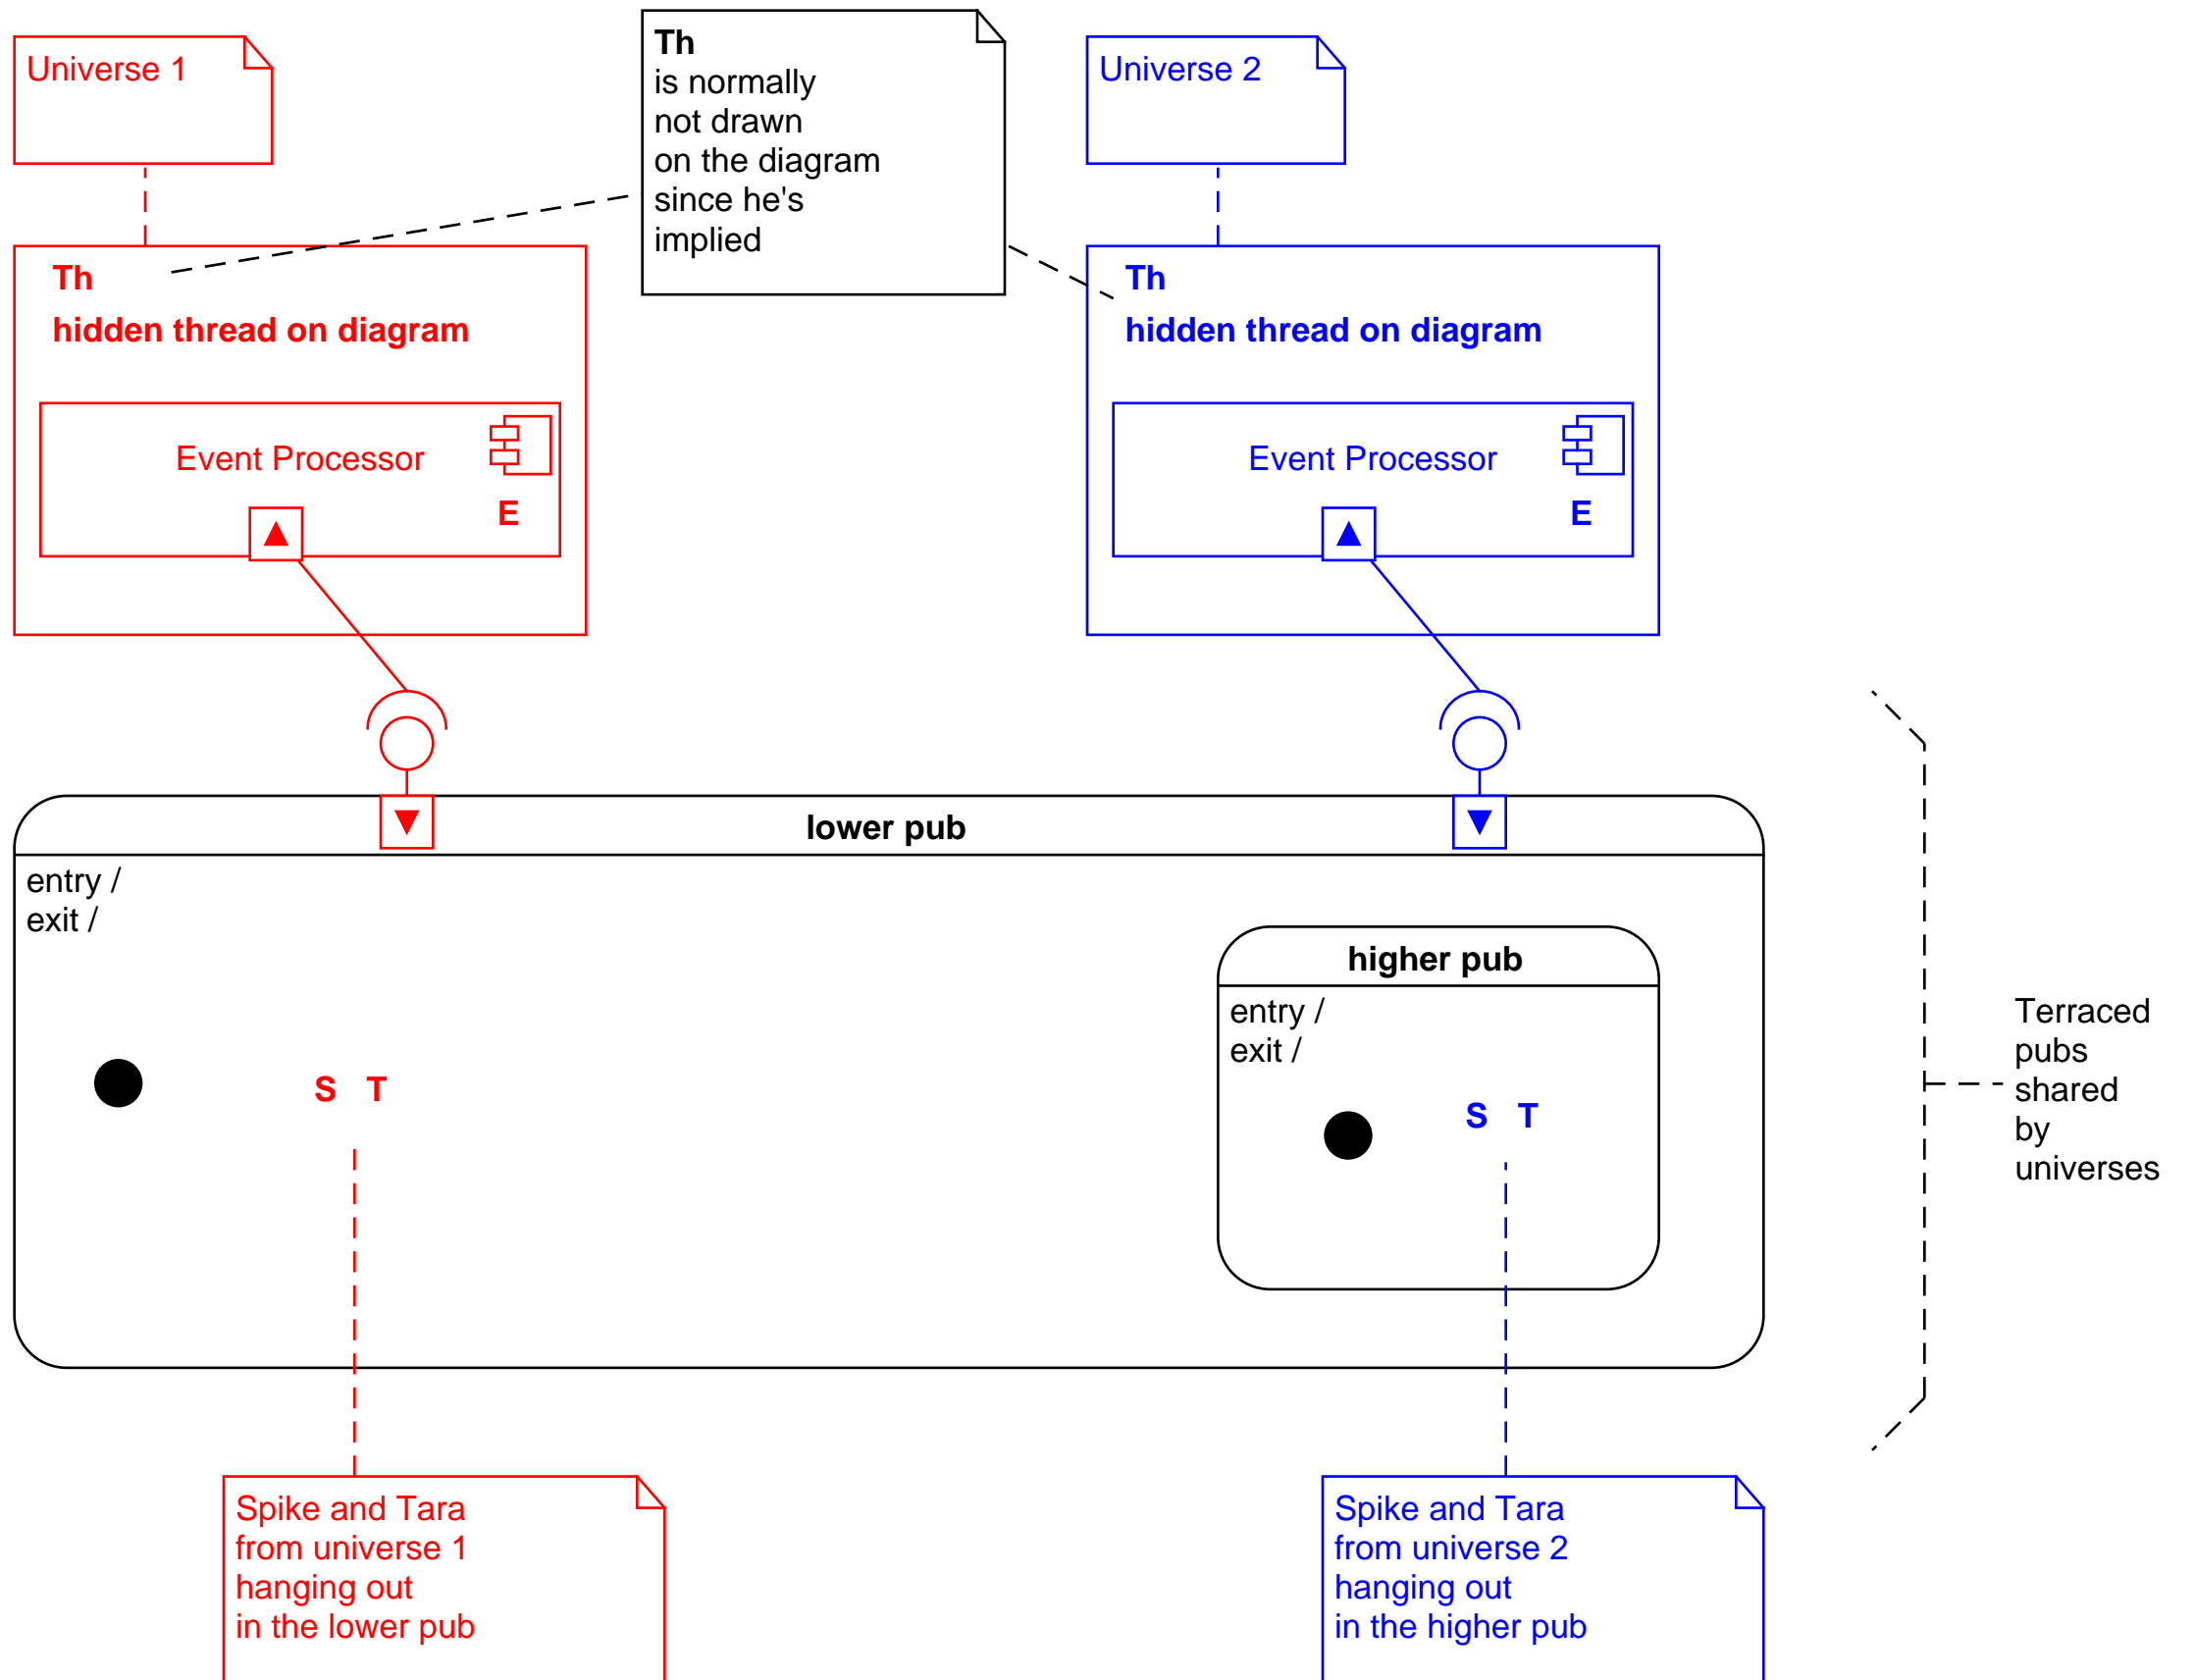 Universe 1
Th
is normally
not drawn
on the diagram
since he's
implied
Universe 2
Th
hidden thread on diagram
Event Processor
E
Th
hidden thread on diagram
Event Processor
E
lower pub
entry /
exit /
S T
higher pub
entry /
exit /
S T
Terraced
pubs
shared
by
universes
Spike and Tara
from universe 1
hanging out
in the lower pub
Spike and Tara
from universe 2
hanging out
in the higher pub